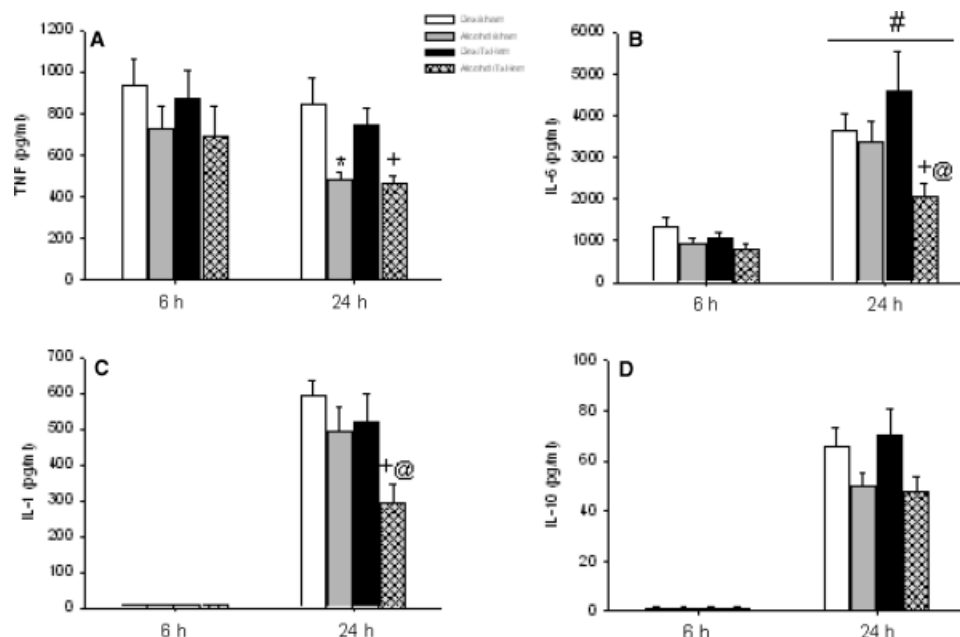 A
1200
1000
800
600
400
200
0
TNF (pg/ml)
*
+
6 h
24 h
B
#
6000
5000
4000
3000
2000
1000
0
IL-6 (pg/ml)
+@
6 h
24 h
C
700
600
500
400
300
200
100
0
IL-1 (pg/ml)
+@
6 h
24 h
D
100
80
60
40
20
0
IL-10 (pg/ml)
6 h
24 h